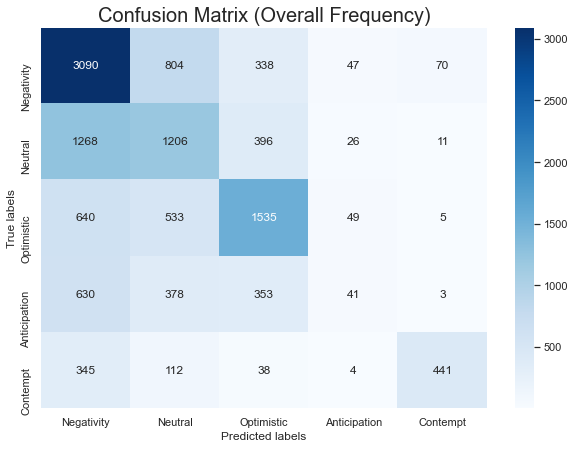 Confusion Matrix (Overall Frequency)
Negativity 3090 804 338 47 70
Neutral 1268 1206 396 26 11
Optimistic 640 533 1535 49 5
Anticipation 630 378 353 41 3
Contempt 345 112 38 4 441
True labels
Negativity Neutral Optimistic Anticipation Contempt
Predicted labels
3000
2500
2000
1500
1000
500